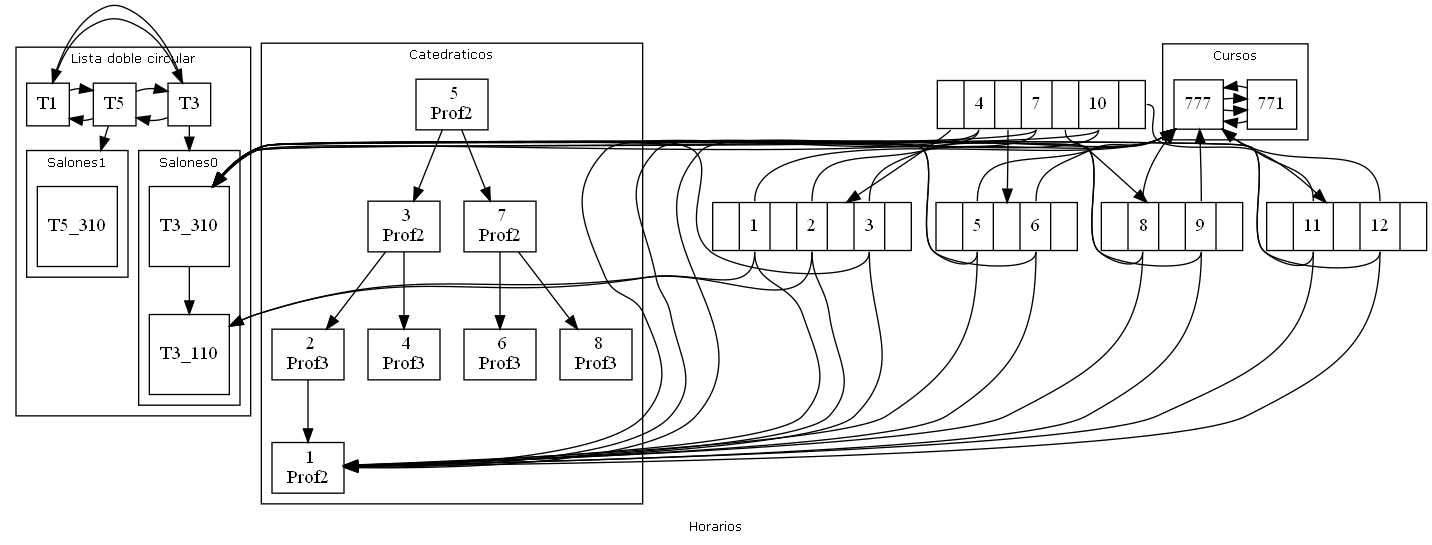 Lista doble circular
T1
T5
T3
Salones1
T5_310
Salones0
T3_310
T3_110
Catedraticos
5
Prof2
3
Prof2
7
Prof2
2
Prof3
4
Prof3
6
Prof3
8
Prof3
1
Prof2
4 7 10
1 2 3
5 6
8 9
11 12
Cursos
777
771
Horarios